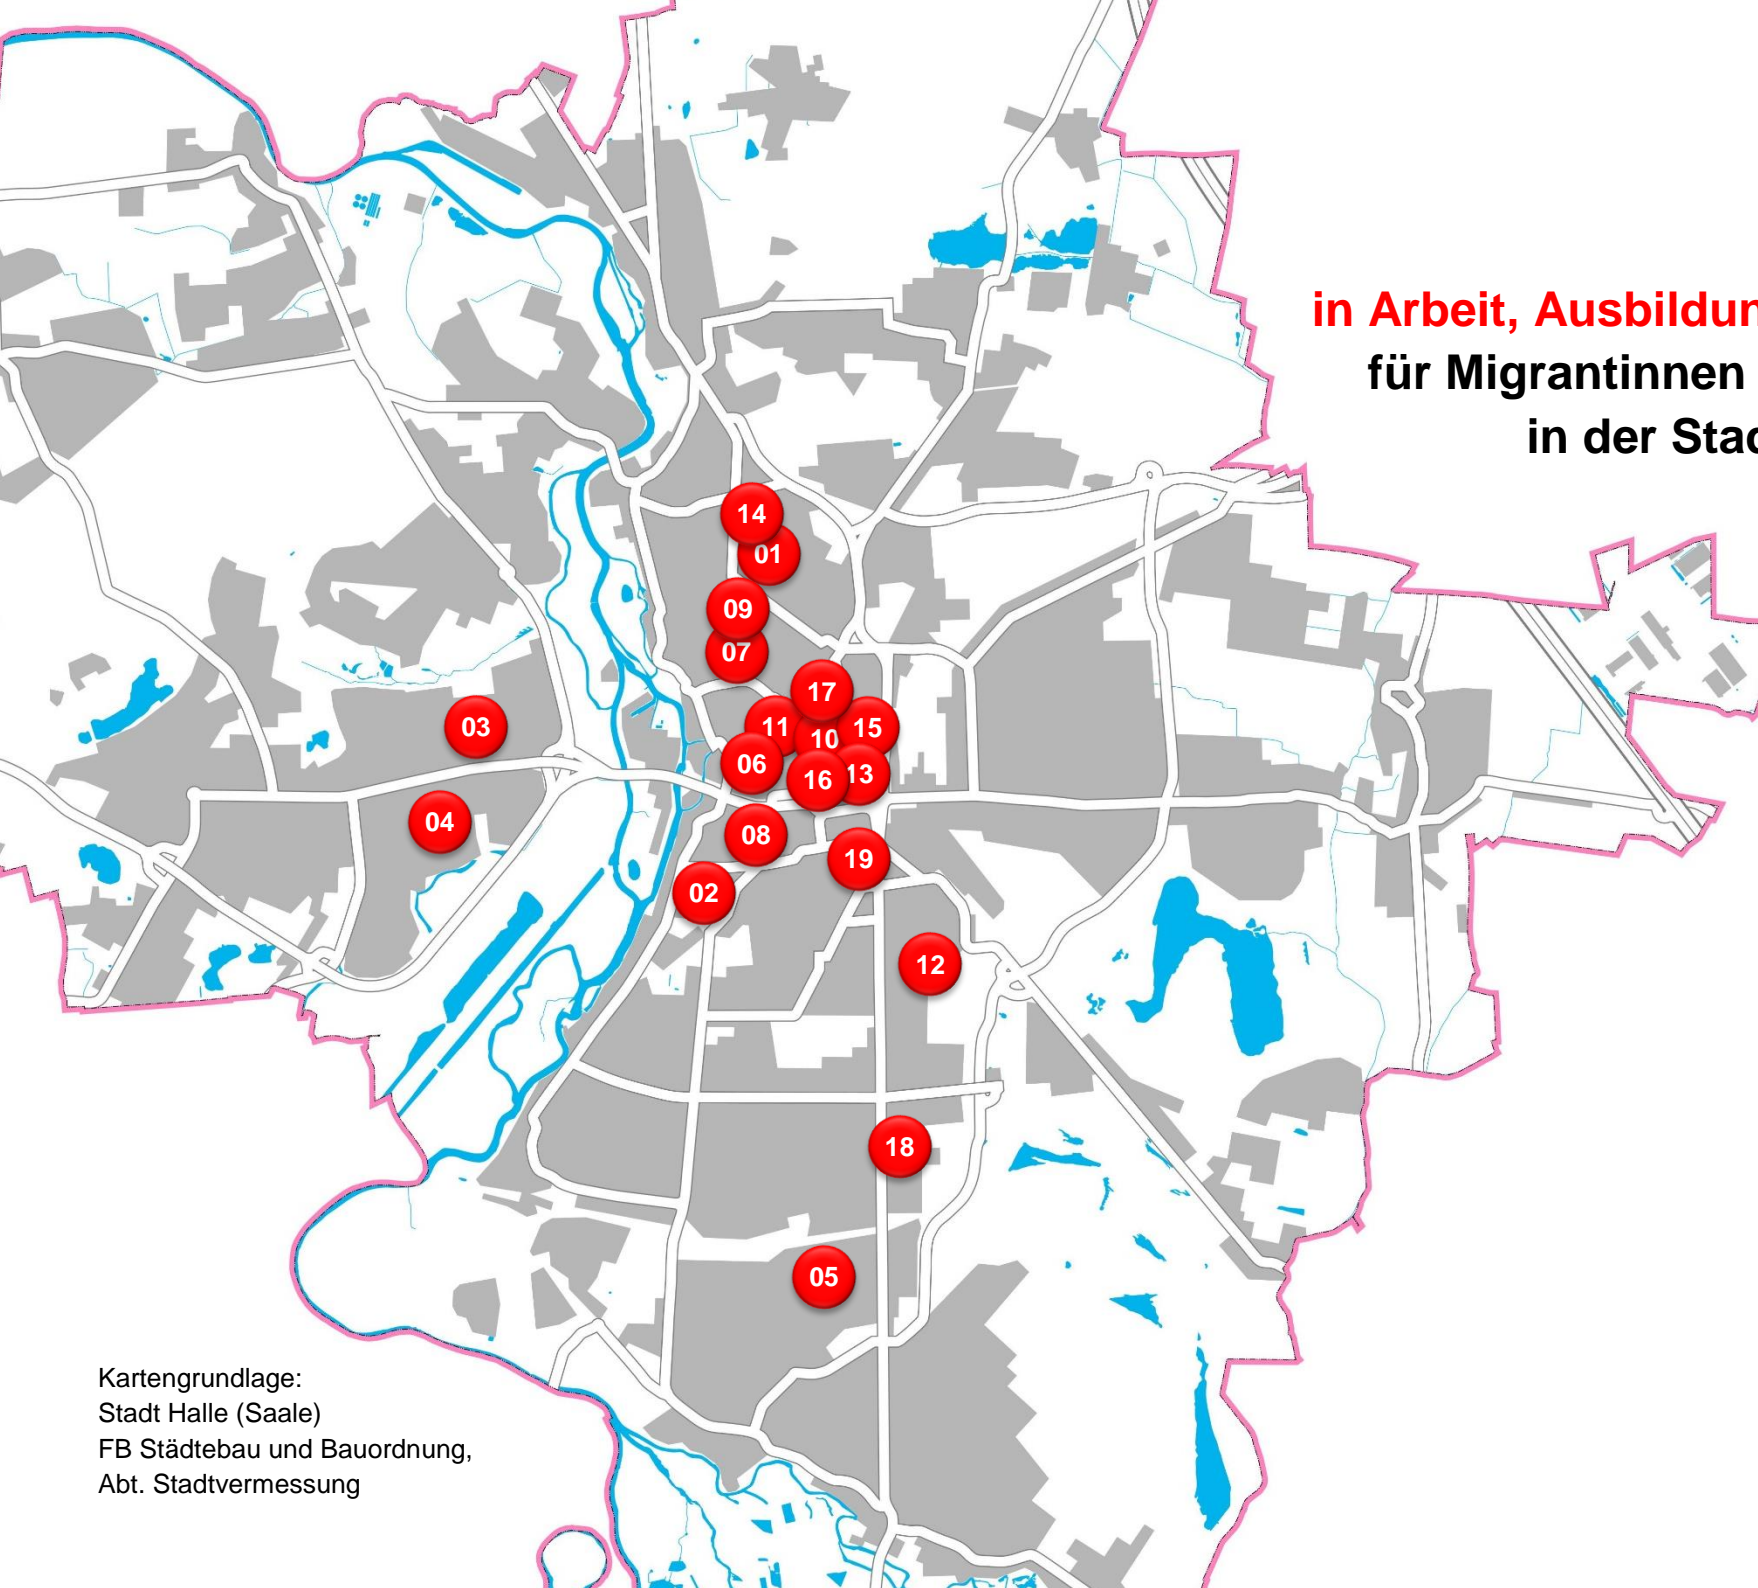 in Arbeit, Ausbildun
für Migrantinnen
in der Stad
14
01
09
07
17
03
11
15
10
06
13
16
04
08
19
02
12
18
05
Kartengrundlage:
Stadt Halle (Saale)
FB Städtebau und Bauordnung,
Abt. Stadtvermessung